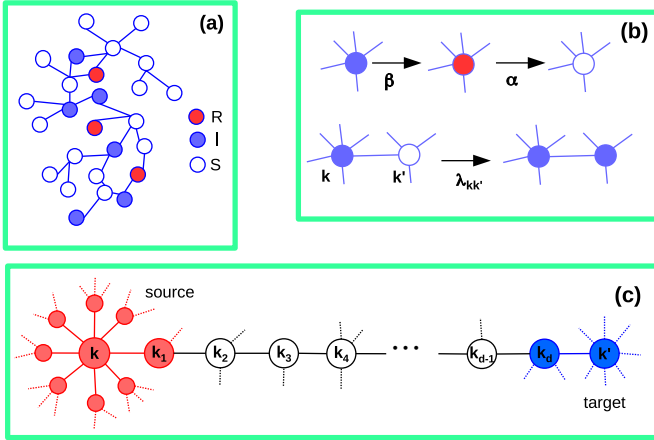 (a)
R
I
S
(b)
β
α
k
k'
λkk'
(c)
source
k
k1
k2
k3
k4
...
kd-1
kd
k'
target